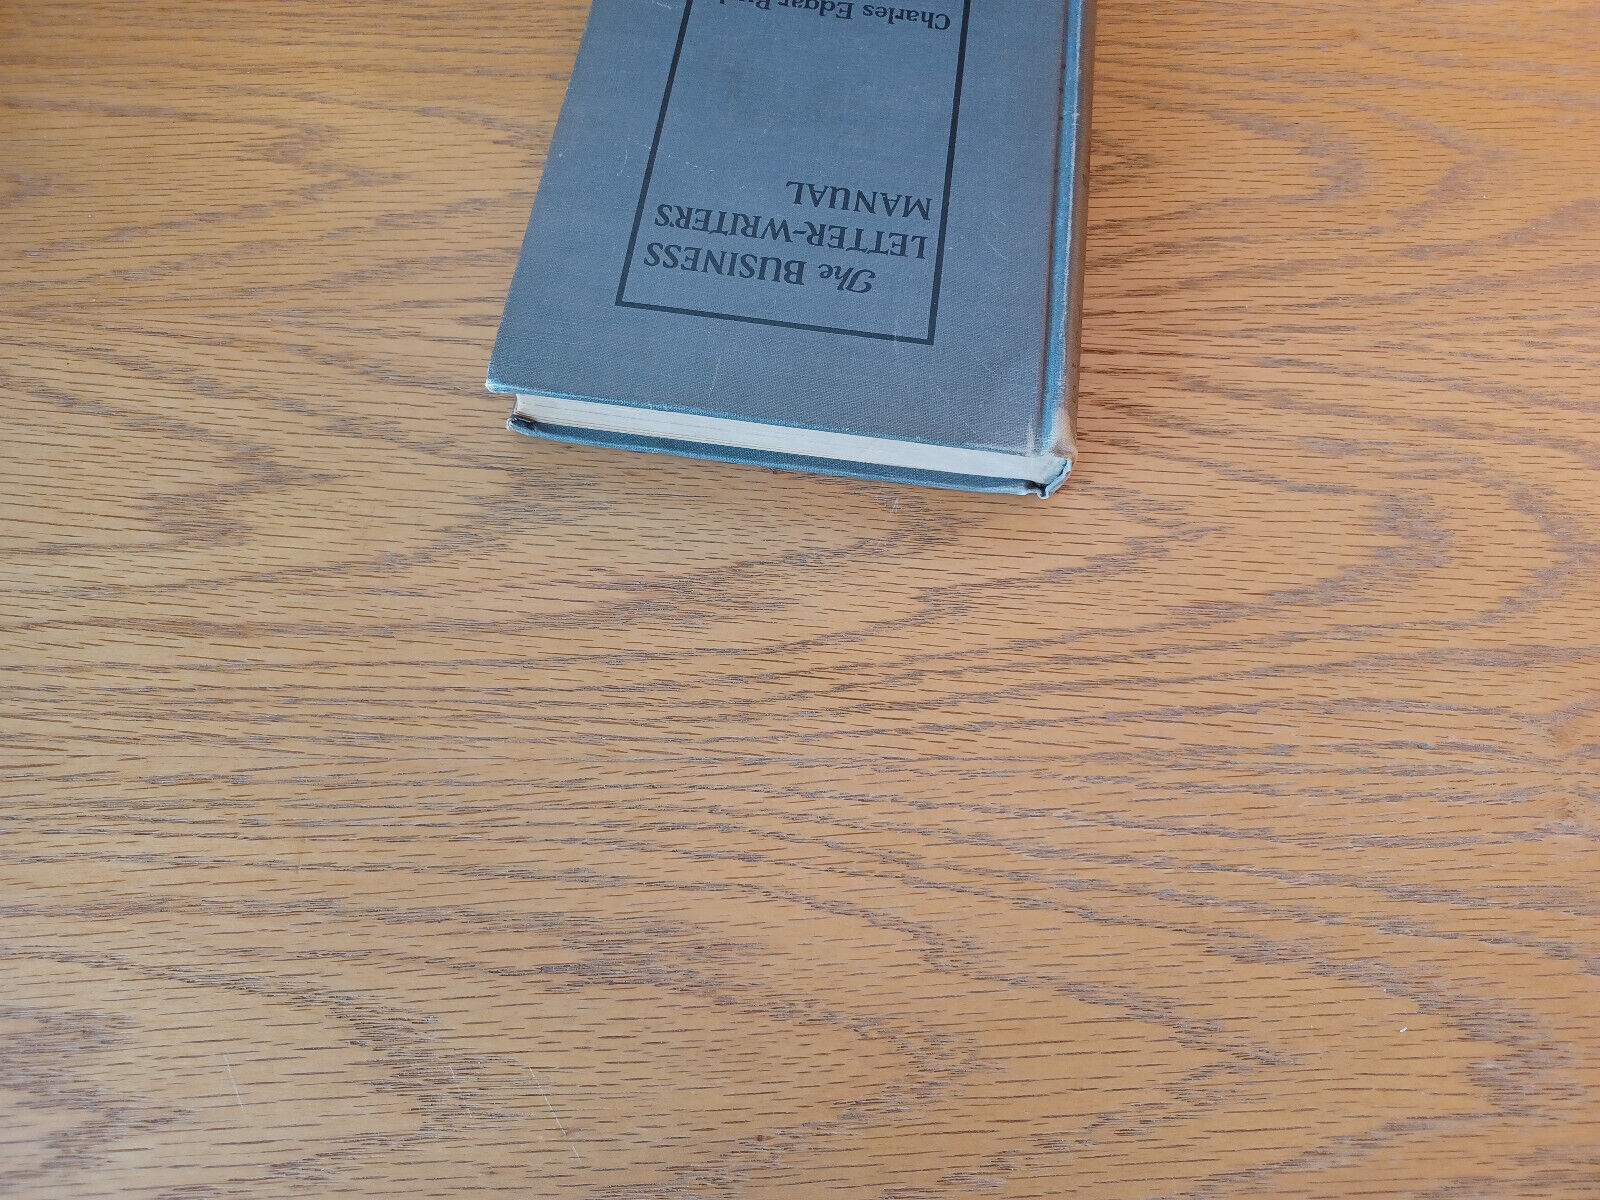 The BUSINESS
LETTER-WRITER'S
MANUAL
Charles Edgar